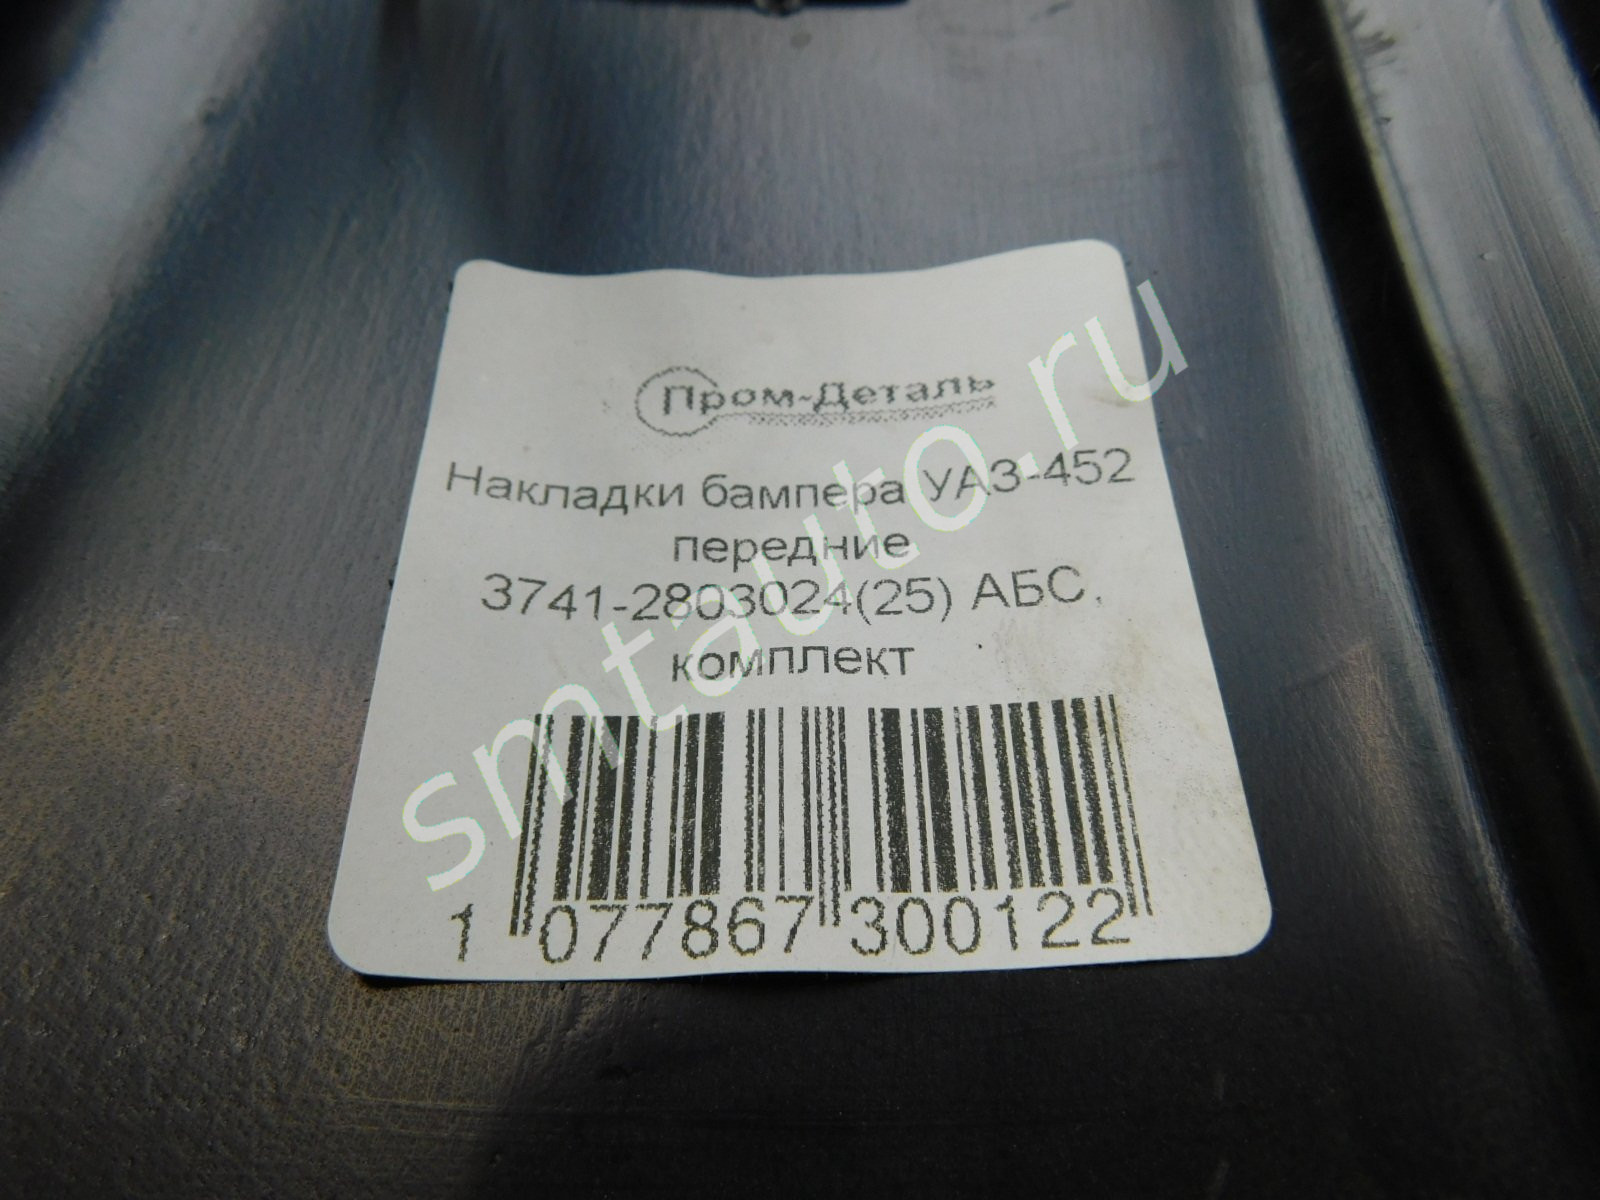 Пром-Деталь
Накладки бампера УАЗ-452
передние
3741-2803024(25) АБС,
комплект
1 077867 300122
smtauto.ru